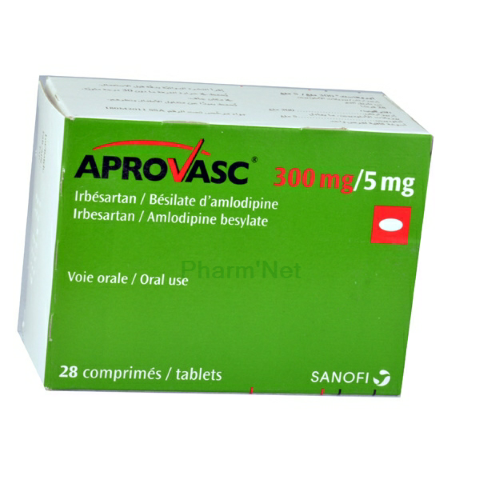 APROVASC® 300 mg/5 mg
Irbésartan / Bésilate d'amlodipine
Irbesartan / Amlodipine besylate
Pharm'Net
Voie orale / Oral use
28 comprimés / tablets
SANOFI